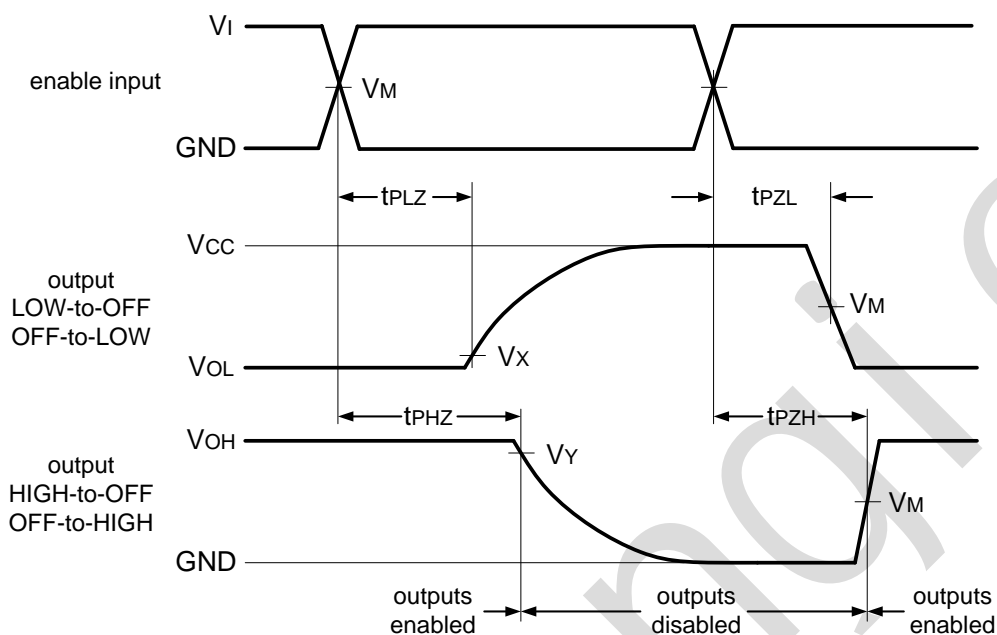 VI
enable input
VM
GND
tPLZ
tPZL
VCC
output
LOW-to-OFF
OFF-to-LOW
VM
VX
VOL
tPHZ
tPZH
VOH
output
HIGH-to-OFF
OFF-to-HIGH
VY
VM
GND
outputs
enabled
outputs
disabled
outputs
enabled